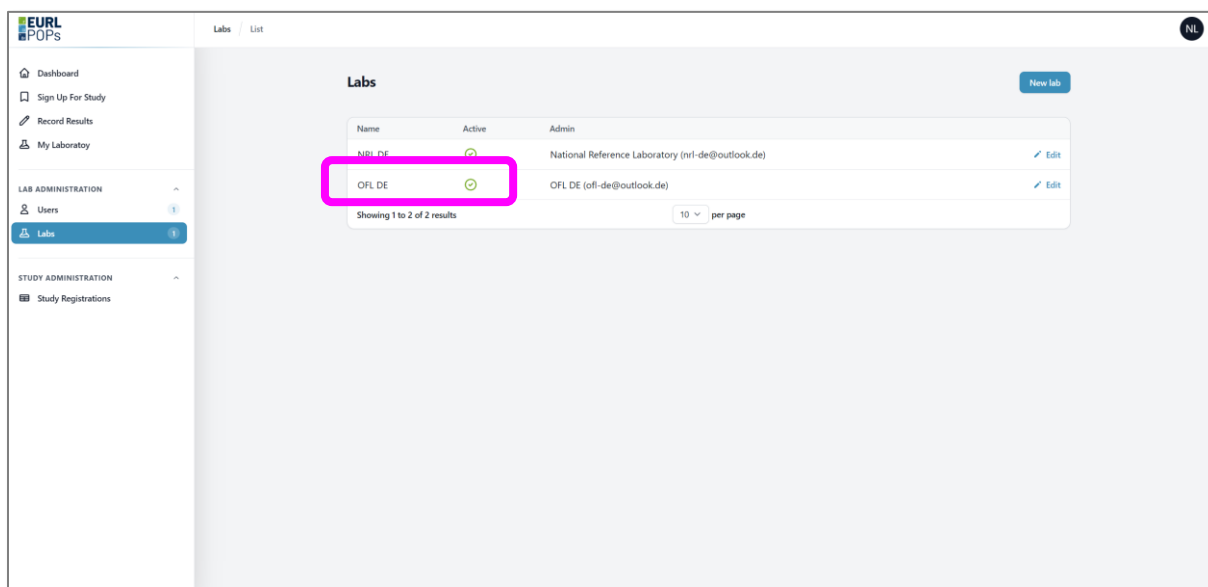 EURL
POPs
Labs / List
NL
Dashboard
Sign Up For Study
Record Results
My Laboratoy
LAB ADMINISTRATION
Users 1
Labs 1
STUDY ADMINISTRATION
Study Registrations
Labs
New lab
Name Active Admin
NRL DE National Reference Laboratory (nrl-de@outlook.de) Edit
OFL DE OFL DE (ofl-de@outlook.de) Edit
Showing 1 to 2 of 2 results 10 per page